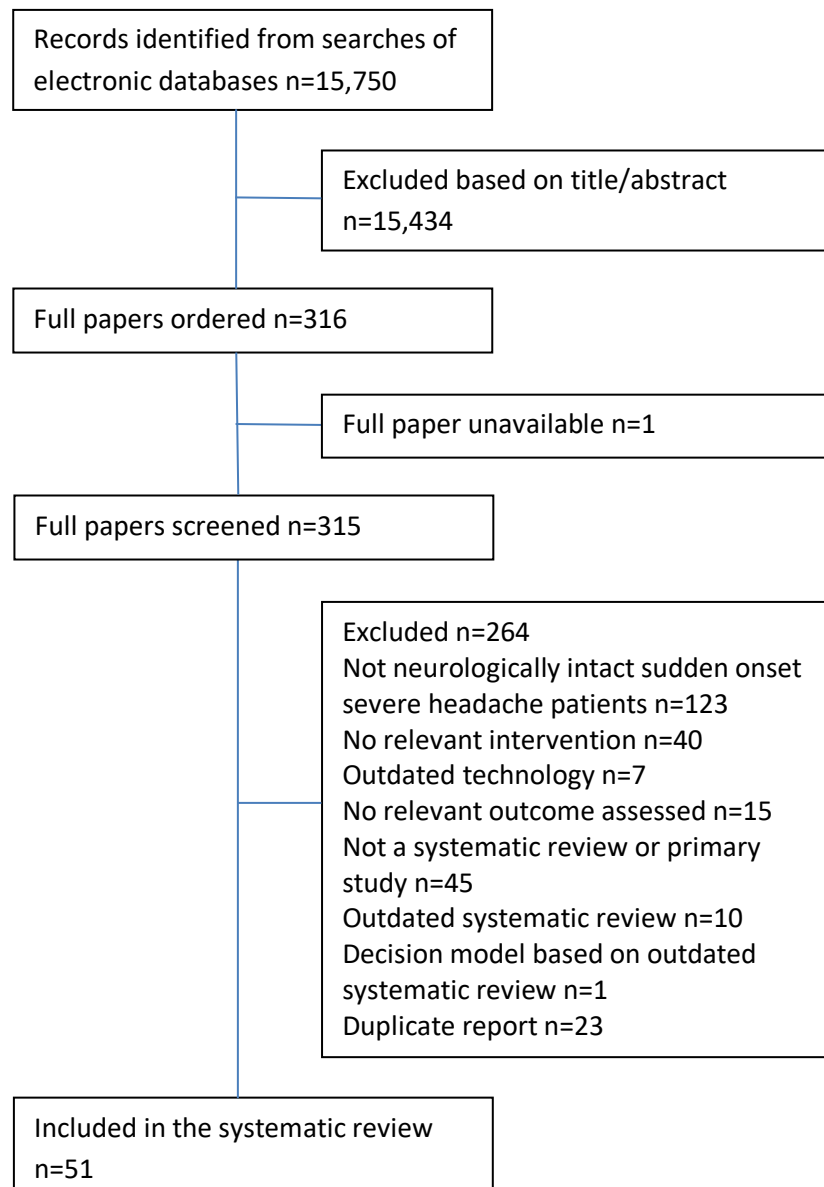 Records identified from searches of
electronic databases n=15,750
Excluded based on title/abstract
n=15,434
Full papers ordered n=316
Full paper unavailable n=1
Full papers screened n=315
Excluded n=264
Not neurologically intact sudden onset
severe headache patients n=123
No relevant intervention n=40
Outdated technology n=7
No relevant outcome assessed n=15
Not a systematic review or primary
study n=45
Outdated systematic review n=10
Decision model based on outdated
systematic review n=1
Duplicate report n=23
Included in the systematic review
n=51